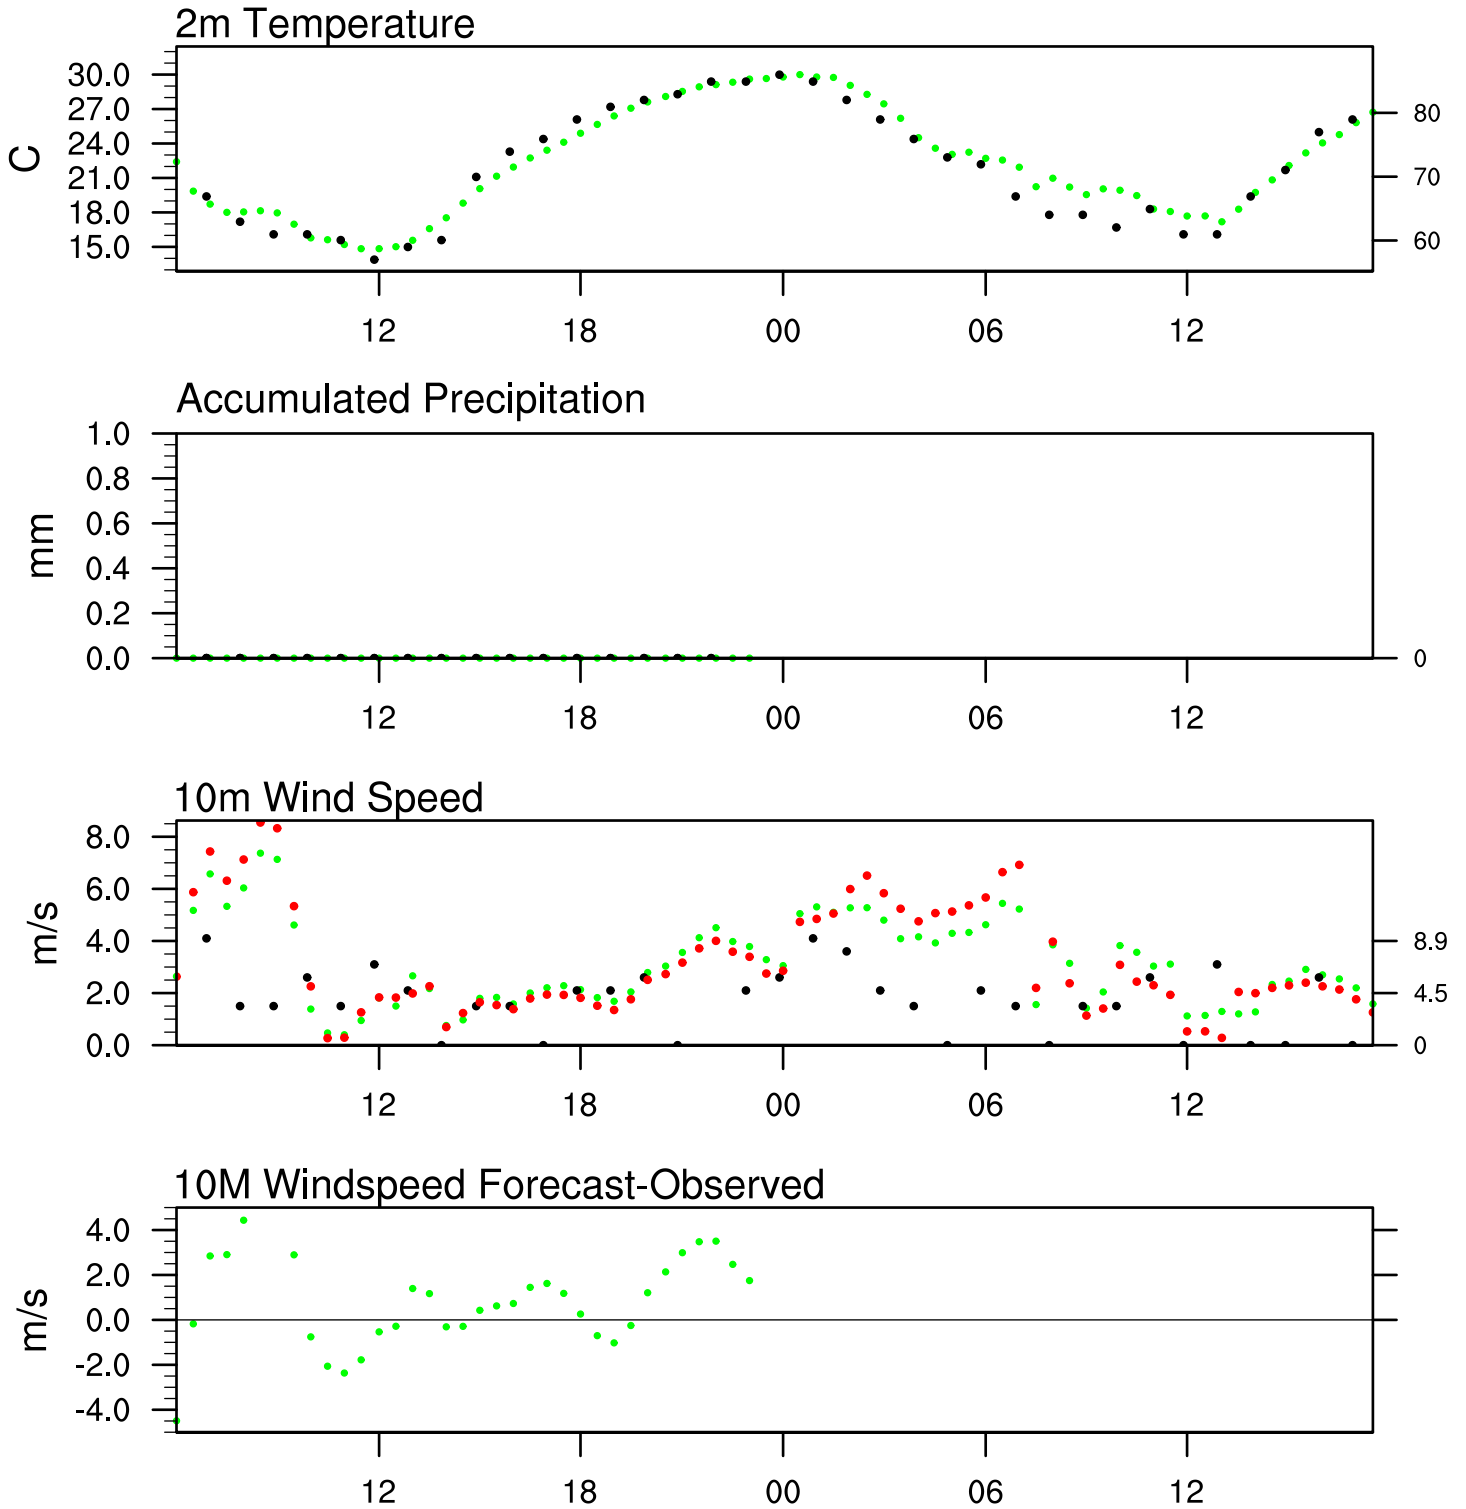 2m Temperature
30.0
27.0
24.0
21.0
18.0
15.0
C
80
70
60
12 18 00 06 12
Accumulated Precipitation
1.0
0.8
0.6
0.4
0.2
0.0
mm
0
12 18 00 06 12
10m Wind Speed
8.0
6.0
4.0
2.0
0.0
m/s
8.9
4.5
0
12 18 00 06 12
10M Windspeed Forecast-Observed
4.0
2.0
0.0
-2.0
-4.0
m/s
12 18 00 06 12